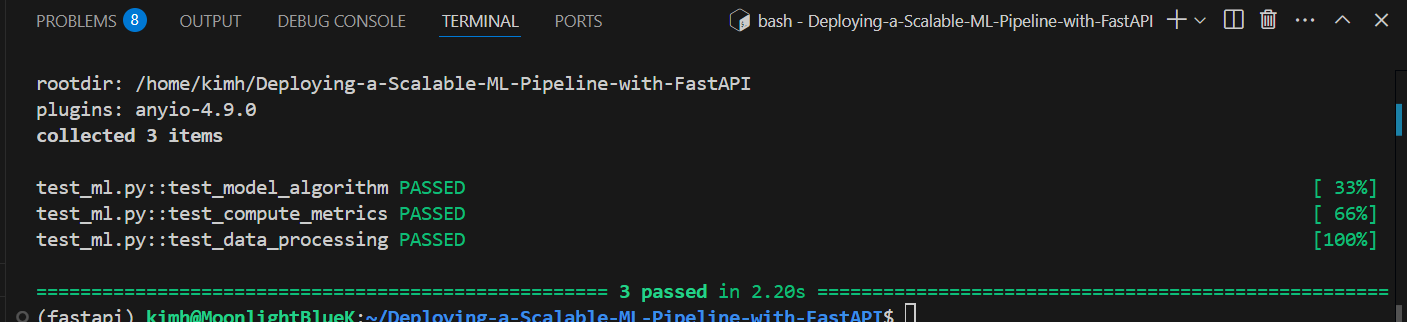 PROBLEMS 8 OUTPUT DEBUG CONSOLE TERMINAL PORTS bash - Deploying-a-Scalable-ML-Pipeline-with-FastAPI
rootdir: /home/kimh/Deploying-a-Scalable-ML-Pipeline-with-FastAPI
plugins: anyio-4.9.0
collected 3 items
test_ml.py::test_model_algorithm PASSED [ 33%]
test_ml.py::test_compute_metrics PASSED [ 66%]
test_ml.py::test_data_processing PASSED [100%]
==================================================== 3 passed in 2.20s ====================================================
(fastapi) kimh@MoonlightBlueK:~/Deploying-a-Scalable-ML-Pipeline-with-FastAPI$